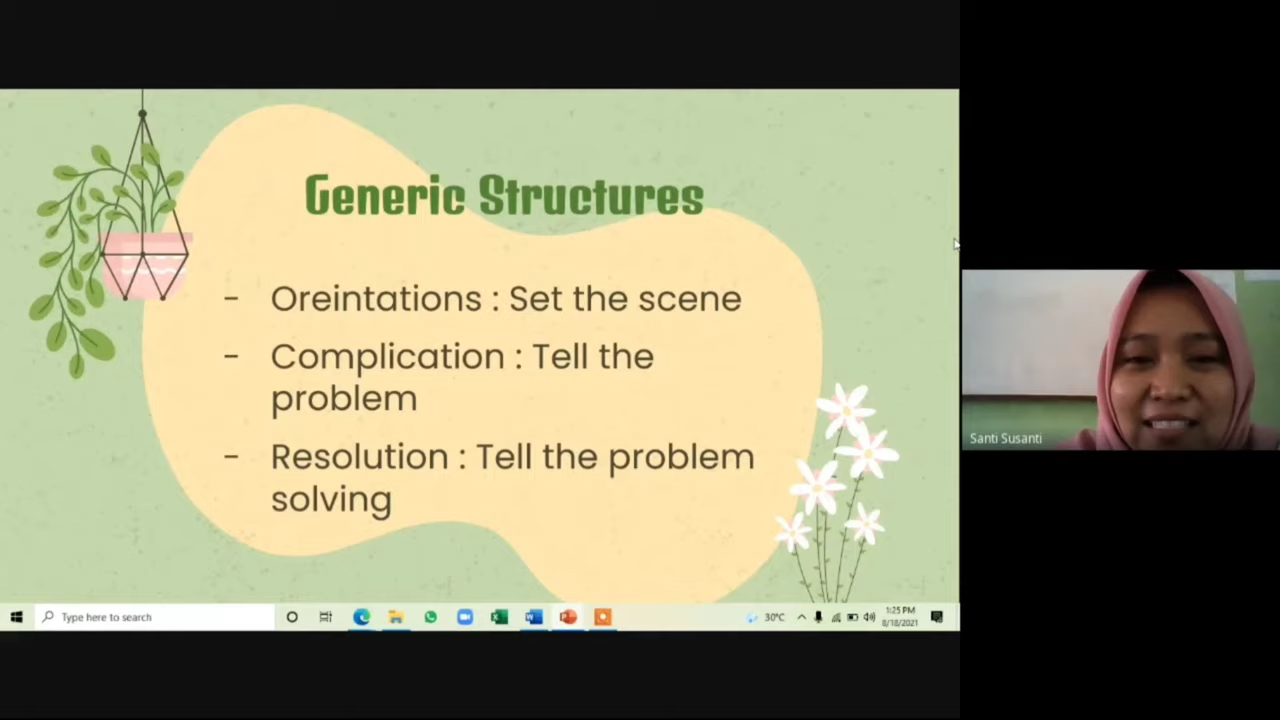 Generic Structures
- Oreintations : Set the scene
- Complication : Tell the
problem
- Resolution : Tell the problem
solving
Santi Susanti
Type here to search
30°C
1:25 PM
8/18/2021